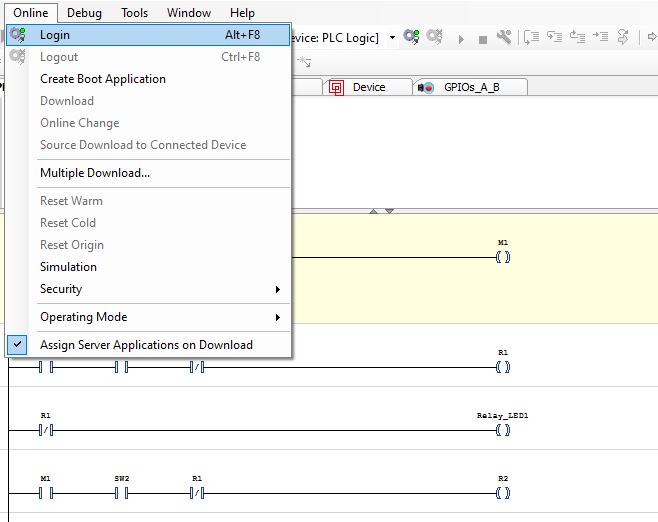 Online Debug Tools Window Help
Login Alt+F8
evice: PLC Logic]
Logout Ctrl+F8
Create Boot Application
Device GPIOs_A_B
Download
Online Change
Source Download to Connected Device
Multiple Download...
Reset Warm
Reset Cold
Reset Origin
M1
Simulation
Security
Operating Mode
Assign Server Applications on Download
R1
R1 Relay_LED1
M1 SW2 R1 R2